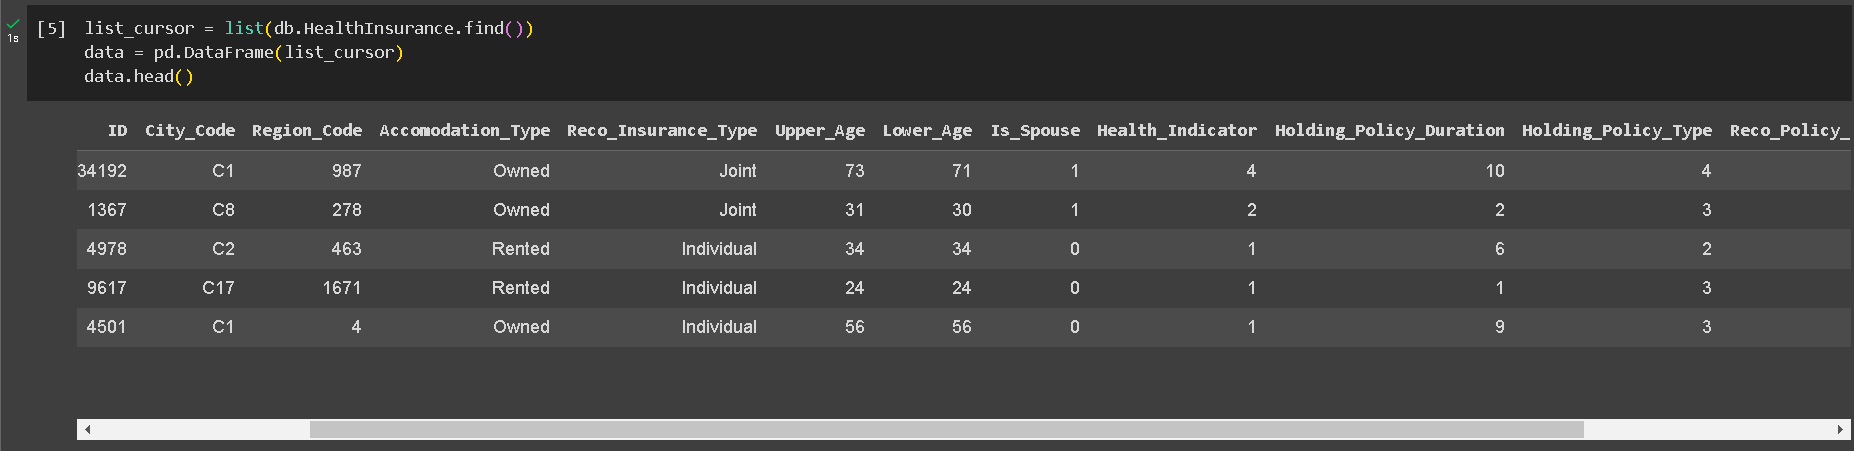 [5] list_cursor = list(db.HealthInsurance.find())
1s
data = pd.DataFrame(list_cursor)
data.head()
ID City_Code Region_Code Accomodation_Type Reco_Insurance_Type Upper_Age Lower_Age Is_Spouse Health_Indicator Holding_Policy_Duration Holding_Policy_Type Reco_Policy_
34192 C1 987 Owned Joint 73 71 1 4 10 4
1367 C8 278 Owned Joint 31 30 1 2 2 3
4978 C2 463 Rented Individual 34 34 0 1 6 2
9617 C17 1671 Rented Individual 24 24 0 1 1 3
4501 C1 4 Owned Individual 56 56 0 1 9 3